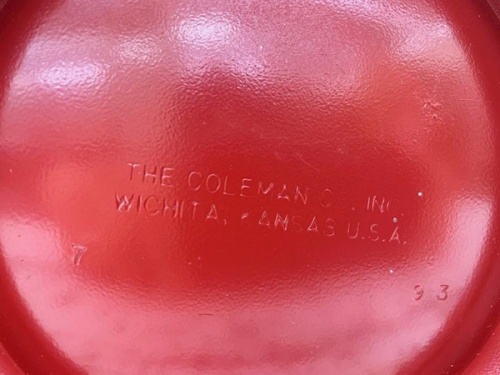 THE COLEMAN C . , INC
WICHITA, KANSAS U.S.A.
7
9 3